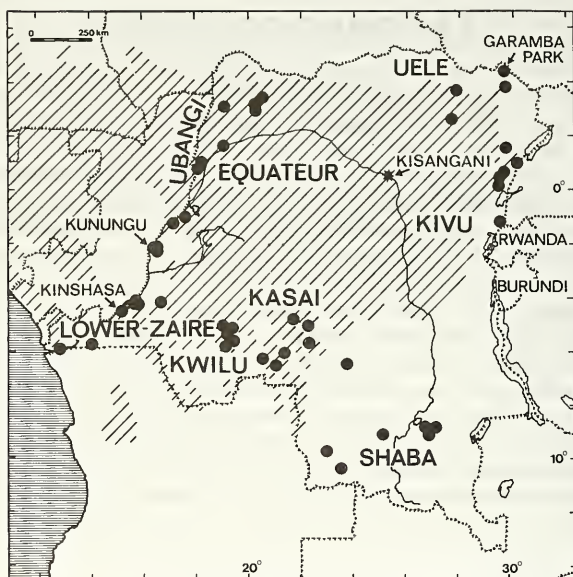 0 250 km
GARAMBA
PARK
UELE
UBANGI
EQUATEUR
KISANGANI
0°
KUNUNGU
KIVU
RWANDA
KINSHASA
KASAI
BURUNDI
LOWER-ZAIRE
KWILU
SHABA
10°
20°
30°